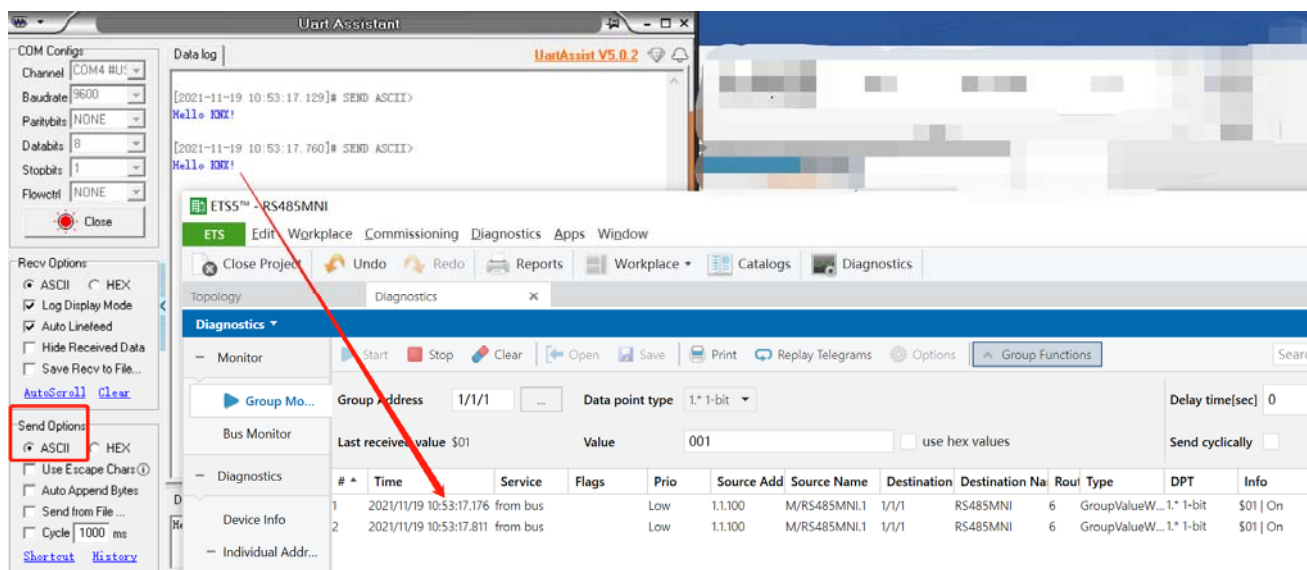 Uart Assistant
COM Configs
Channel COM4 #U!
Baudrate 9600
Paritybits NONE
Databits 8
Stopbits 1
Flowctrl NONE
Close
Recv Options
ASCII HEX
Log Display Mode
Auto Linefeed
Hide Received Data
Save Recv to File...
AutoScroll Clear
Send Options
ASCII HEX
Use Escape Chars
Auto Append Bytes
Send from File ...
Cycle 1000 ms
Shortcut History
Data log
UartAssist V5.0.2
[2021-11-19 10:53:17.129]# SEND ASCII>
Hello KNX!
[2021-11-19 10:53:17.760]# SEND ASCII>
Hello KNX!
D
He
ETS5™ - RS485MNI
ETS Edit Workplace Commissioning Diagnostics Apps Window
Close Project Undo Redo Reports Workplace Catalogs Diagnostics
Topology Diagnostics
Diagnostics
Monitor
Group Mo...
Bus Monitor
Diagnostics
Device Info
Individual Addr...
Start Stop Clear Open Save Print Replay Telegrams Options Group Functions Sear
Group Address 1/1/1 ... Data point type 1.* 1-bit Delay time[sec] 0
Last received value $01 Value 001 use hex values Send cyclically
# Time Service Flags Prio Source Add Source Name Destination Destination Na Rou Type DPT Info
1 2021/11/19 10:53:17.176 from bus Low 1.1.100 M/RS485MNI.1 1/1/1 RS485MNI 6 GroupValueW... 1.* 1-bit $01 | On
2 2021/11/19 10:53:17.811 from bus Low 1.1.100 M/RS485MNI.1 1/1/1 RS485MNI 6 GroupValueW... 1.* 1-bit $01 | On